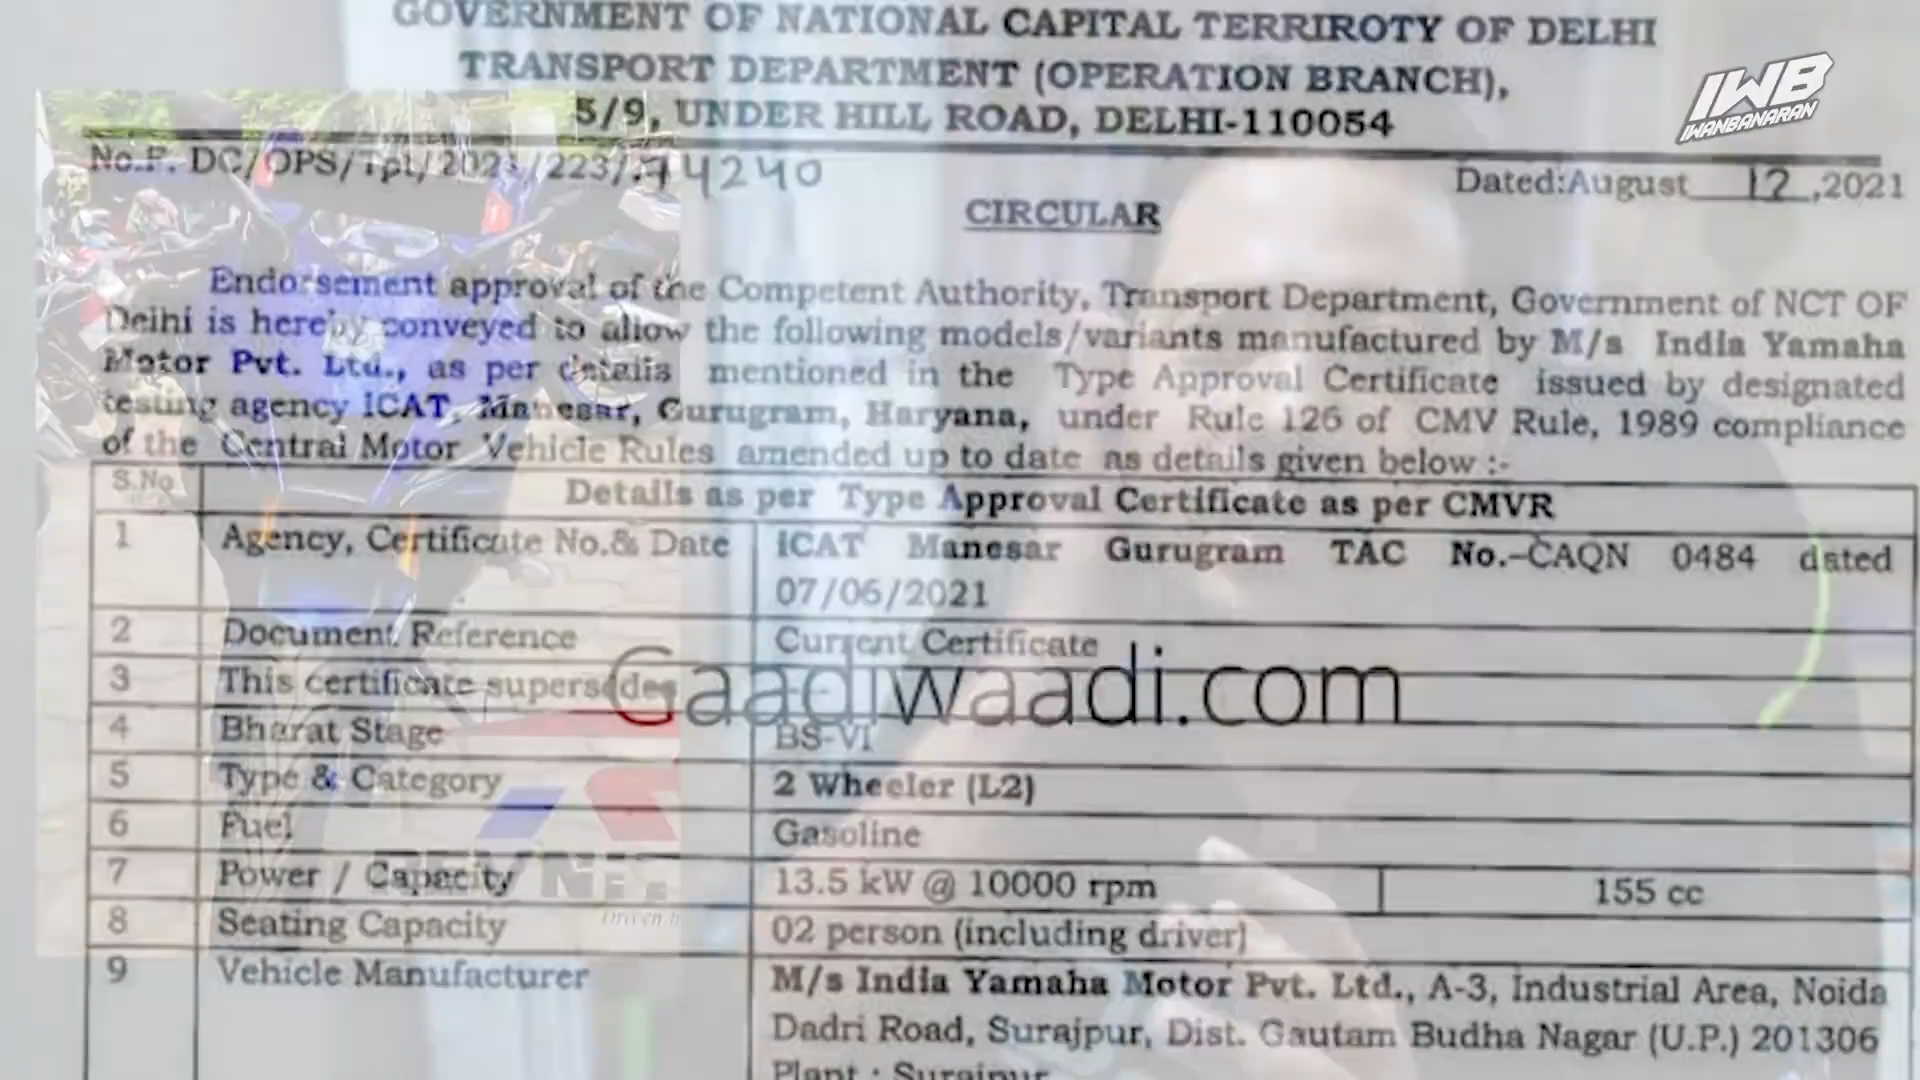 GOVERNMENT OF NATIONAL CAPITAL TERRIROTY OF DELHI
TRANSPORT DEPARTMENT (OPERATION BRANCH),
5/9, UNDER HILL ROAD, DELHI-110054
IWB
IWANBANARAN
No.F. DC/OPS/Tpt/2021/223/74240
Dated:August 12,2021
CIRCULAR
Endorsement approval of the Competent Authority, Transport Department, Government of NCT OF
Delhi is hereby conveyed to allow the following models/variants manufactured by M/s India Yamaha
Motor Pvt. Ltd., as per details mentioned in the Type Approval Certificate issued by designated
testing agency ICAT, Manesar, Gurugram, Haryana, under Rule 126 of CMV Rule, 1989 compliance
of the Central Motor Vehicle Rules amended up to date as details given below :-
S.No Details as per Type Approval Certificate as per CMVR
1 Agency, Certificate No.& Date ICAT Manesar Gurugram TAC No.-CAQN 0484 dated
07/06/2021
2 Document Reference Current Certificate
3 This certificate supersedes
Gaadiwaadi.com
4 Bharat Stage BS-VI
5 Type & Category 2 Wheeler (L2)
6 Fuel Gasoline
7 Power / Capacity 13.5 kW @ 10000 rpm 155 cc
8 Seating Capacity 02 person (including driver)
9 Vehicle Manufacturer M/s India Yamaha Motor Pvt. Ltd., A-3, Industrial Area, Noida
Dadri Road, Surajpur, Dist. Gautam Budha Nagar (U.P.) 201306
Plant : Surajpur